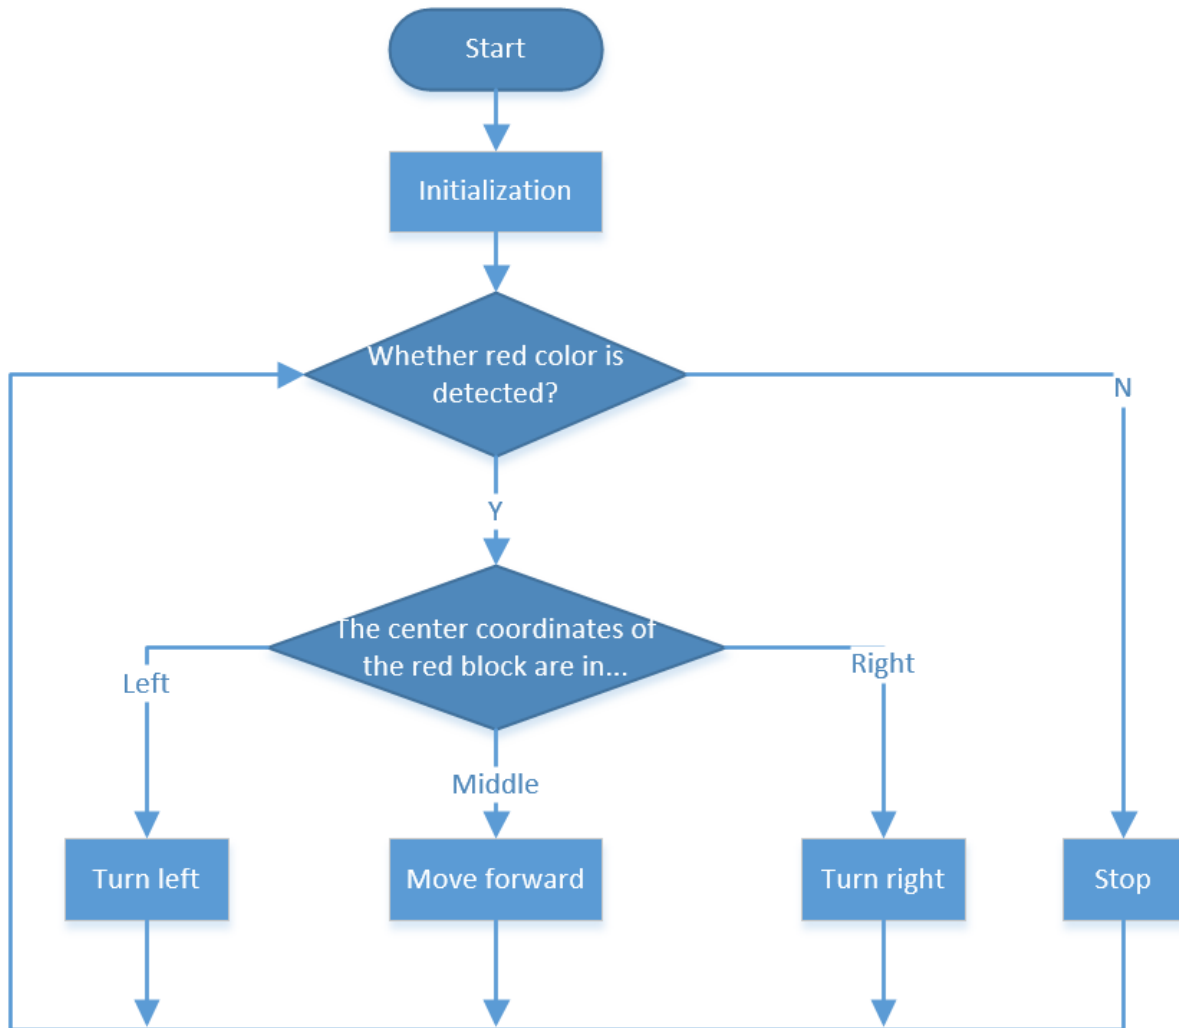 Start
Initialization
Whether red color is
detected?
N
Y
The center coordinates of
the red block are in...
Left
Right
Middle
Turn left
Move forward
Turn right
Stop